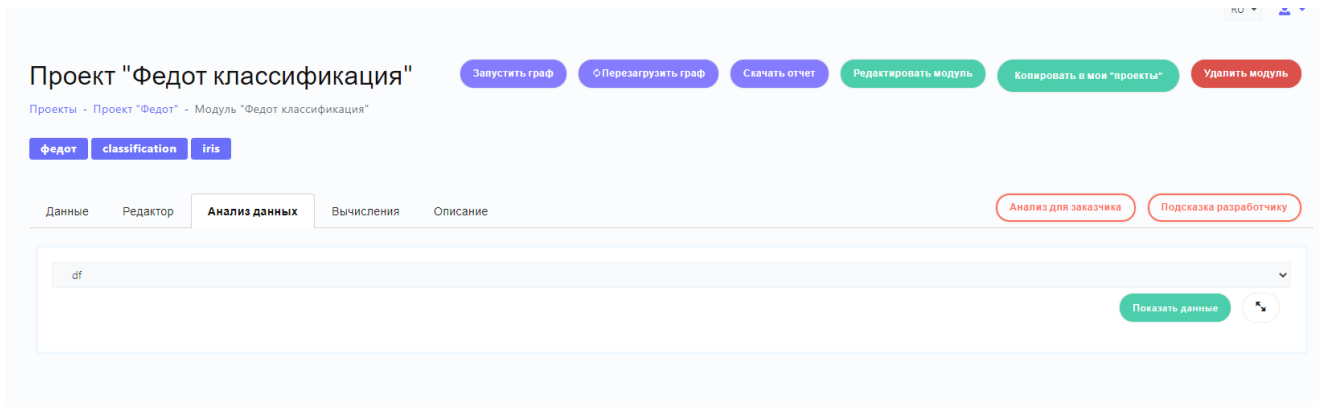 RU
Проект "Федот классификация"
Запустить граф
Перезагрузить граф
Скачать отчет
Редактировать модуль
Копировать в мои "проекты"
Удалить модуль
Проекты - Проект "Федот" - Модуль "Федот классификация"
федот classification iris
Данные Редактор Анализ данных Вычисления Описание
Анализ для заказчика
Подсказка разработчику
df
Показать данные